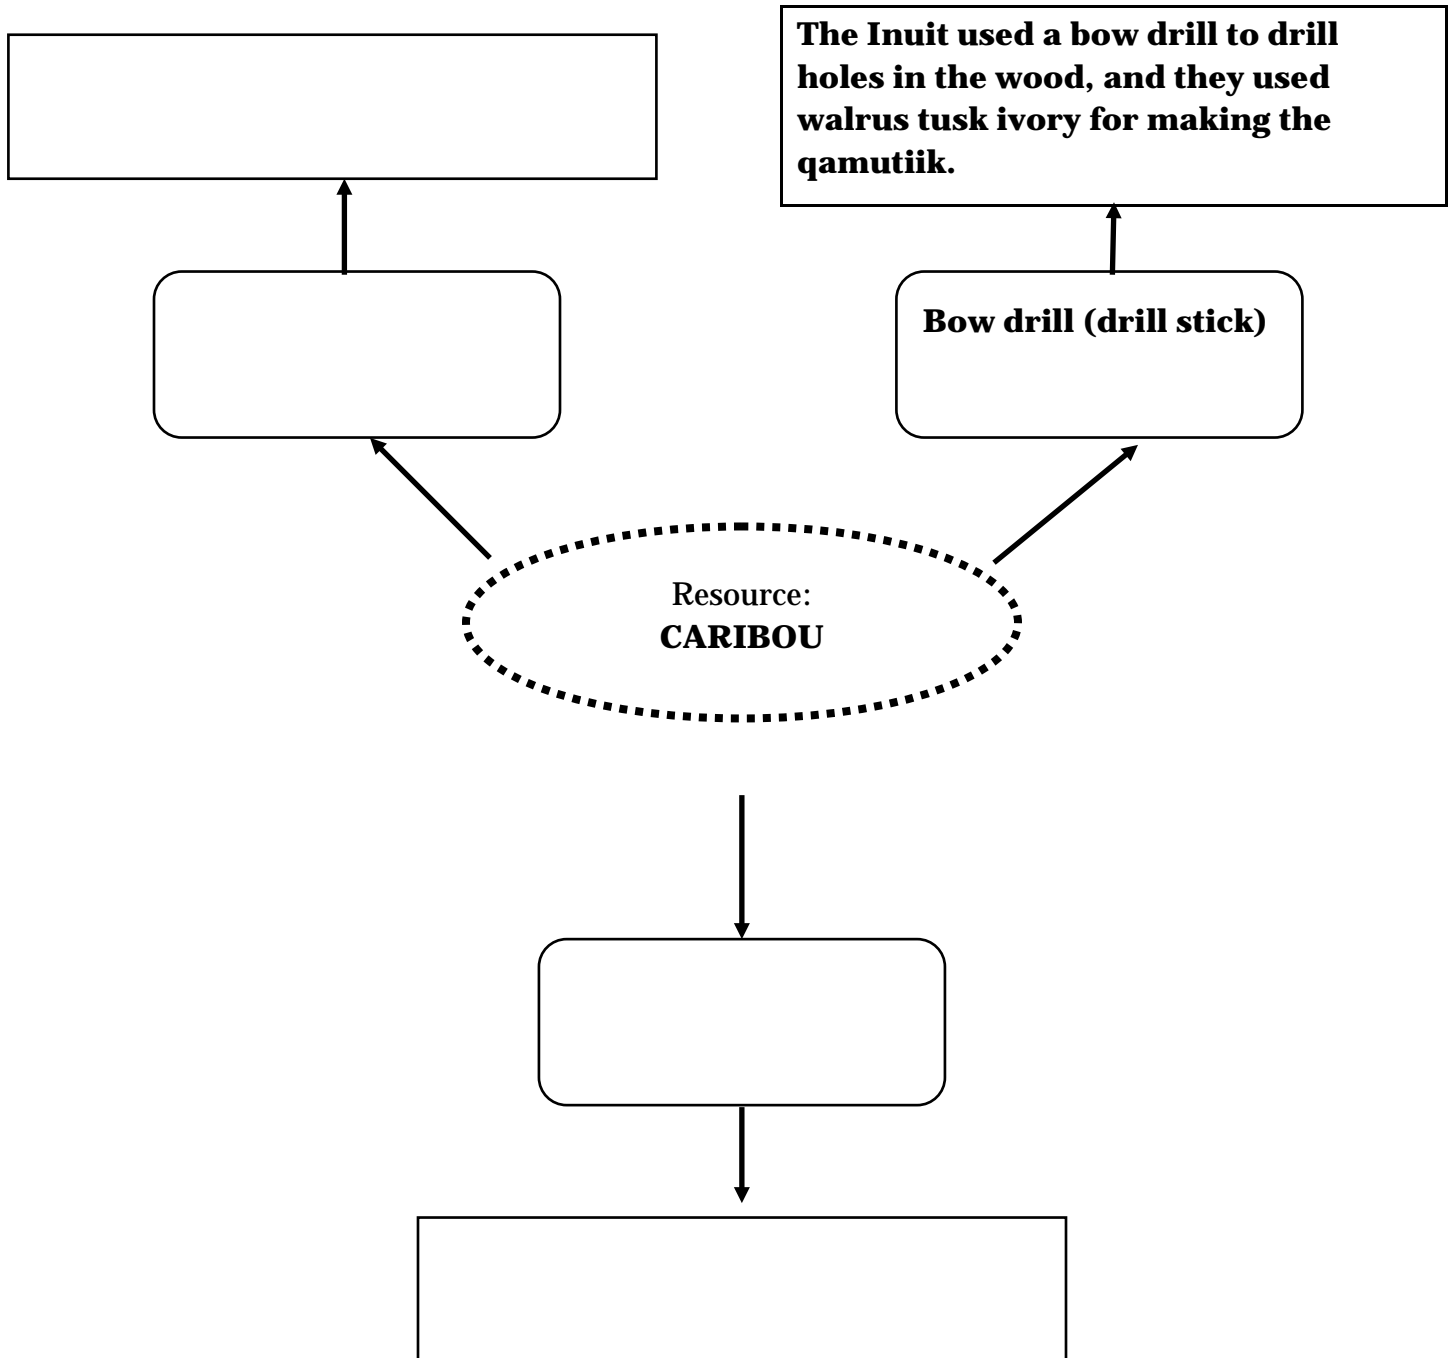 The Inuit used a bow drill to drill
holes in the wood, and they used
walrus tusk ivory for making the
qamutiik.
Bow drill (drill stick)
Resource:
CARIBOU